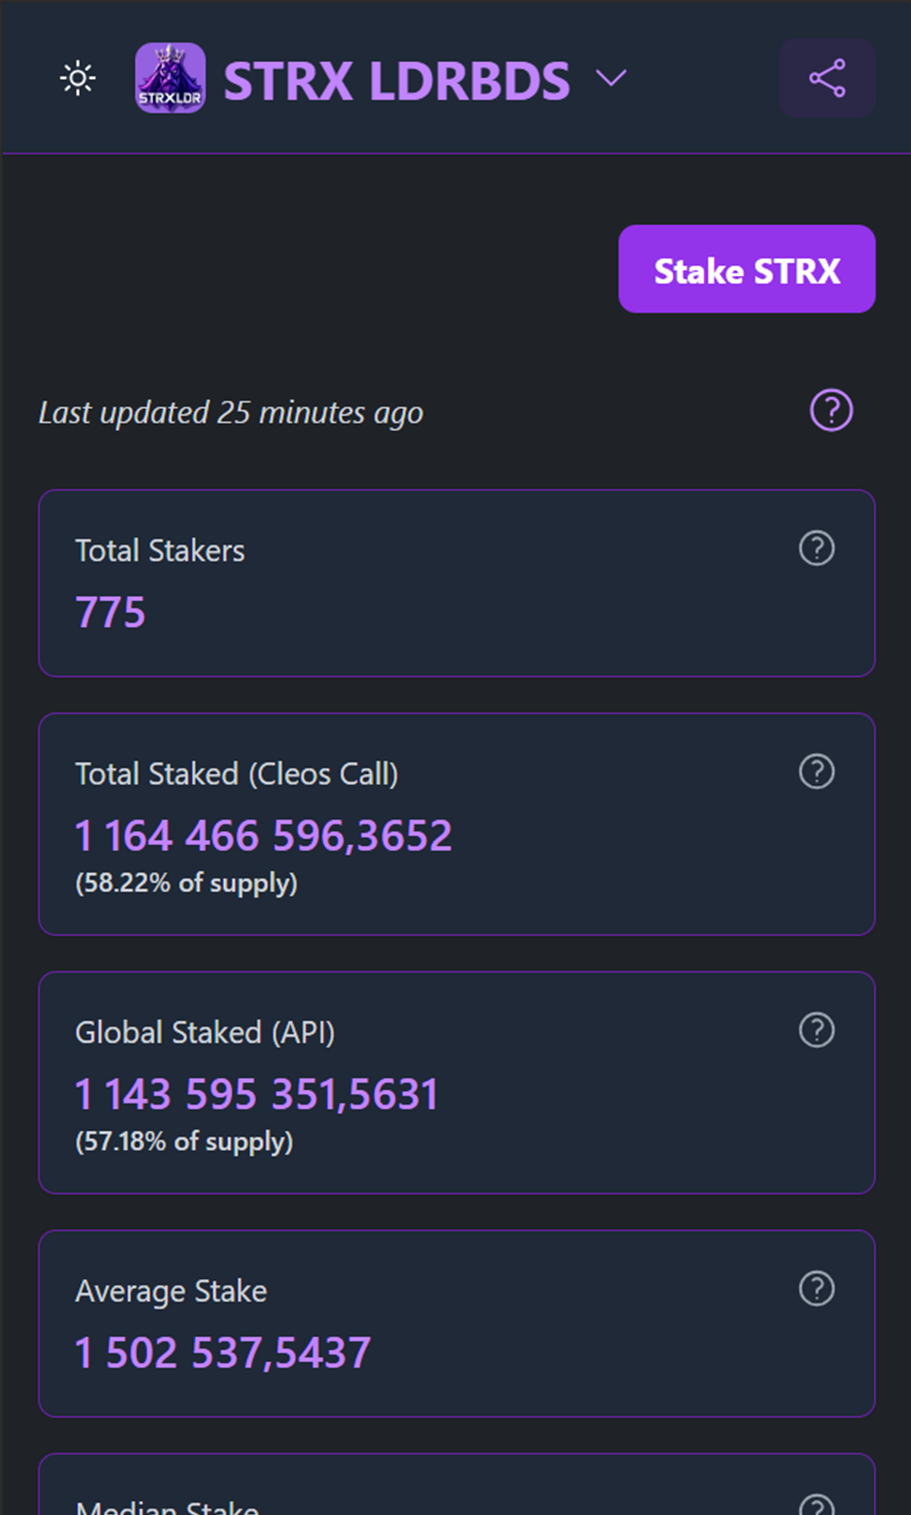 STRXLDR
STRX LDRBDS
Stake STRX
Last updated 25 minutes ago
Total Stakers
775
Total Staked (Cleos Call)
1 164 466 596,3652
(58.22% of supply)
Global Staked (API)
1 143 595 351,5631
(57.18% of supply)
Average Stake
1 502 537,5437
Median Stake